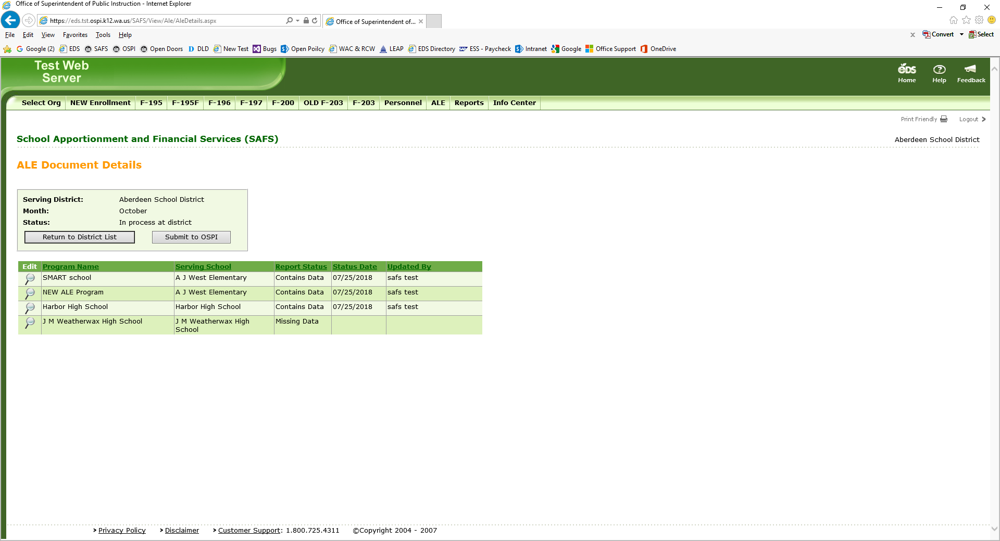 Office of Superintendent of Public Instruction - Internet Explorer
https://eds.tst.ospi.k12.wa.us/SAFS/View/Ale/AleDetails.aspx
Office of Superintendent of...
File Edit View Favorites Tools Help
Convert Select
Google (2) EDS SAFS OSPI Open Doors DLD New Test Bugs Open Poilcy WAC & RCW LEAP EDS Directory ESS - Paycheck Intranet Google Office Support OneDrive
Test Web
Server
eDS
Home Help Feedback
Select Org NEW Enrollment F-195 F-195F F-196 F-197 F-200 OLD F-203 F-203 Personnel ALE Reports Info Center
Print Friendly Logout
School Apportionment and Financial Services (SAFS)
Aberdeen School District
ALE Document Details
Serving District: Aberdeen School District
Month: October
Status: In process at district
Return to District List Submit to OSPI
Edit Program Name Serving School Report Status Status Date Updated By
SMART school A J West Elementary Contains Data 07/25/2018 safs test
NEW ALE Program A J West Elementary Contains Data 07/25/2018 safs test
Harbor High School Harbor High School Contains Data 07/25/2018 safs test
J M Weatherwax High School J M Weatherwax High Missing Data
School
Privacy Policy Disclaimer Customer Support: 1.800.725.4311 ©Copyright 2004 - 2007